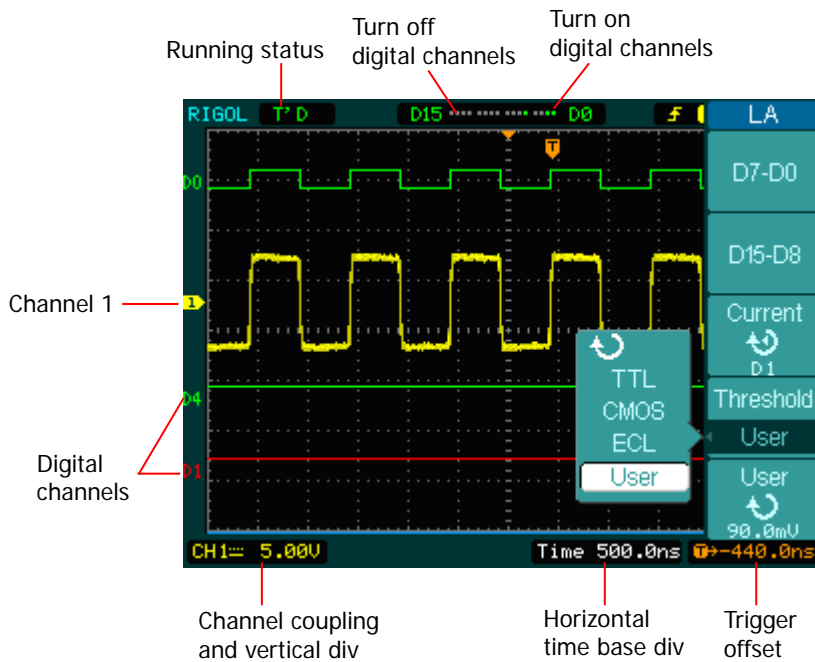 Running status
Turn off
digital channels
Turn on
digital channels
RIGOL T'D D15 D0 LA
T
D7-D0
D0
D15-D8
Channel 1
1
Current
D1
TTL
CMOS
ECL
User
Threshold
User
D4
Digital
channels
D1
User
90.0mV
CH1 5.00V Time 500.0ns T→-440.0ns
Channel coupling
and vertical div
Horizontal
time base div
Trigger
offset